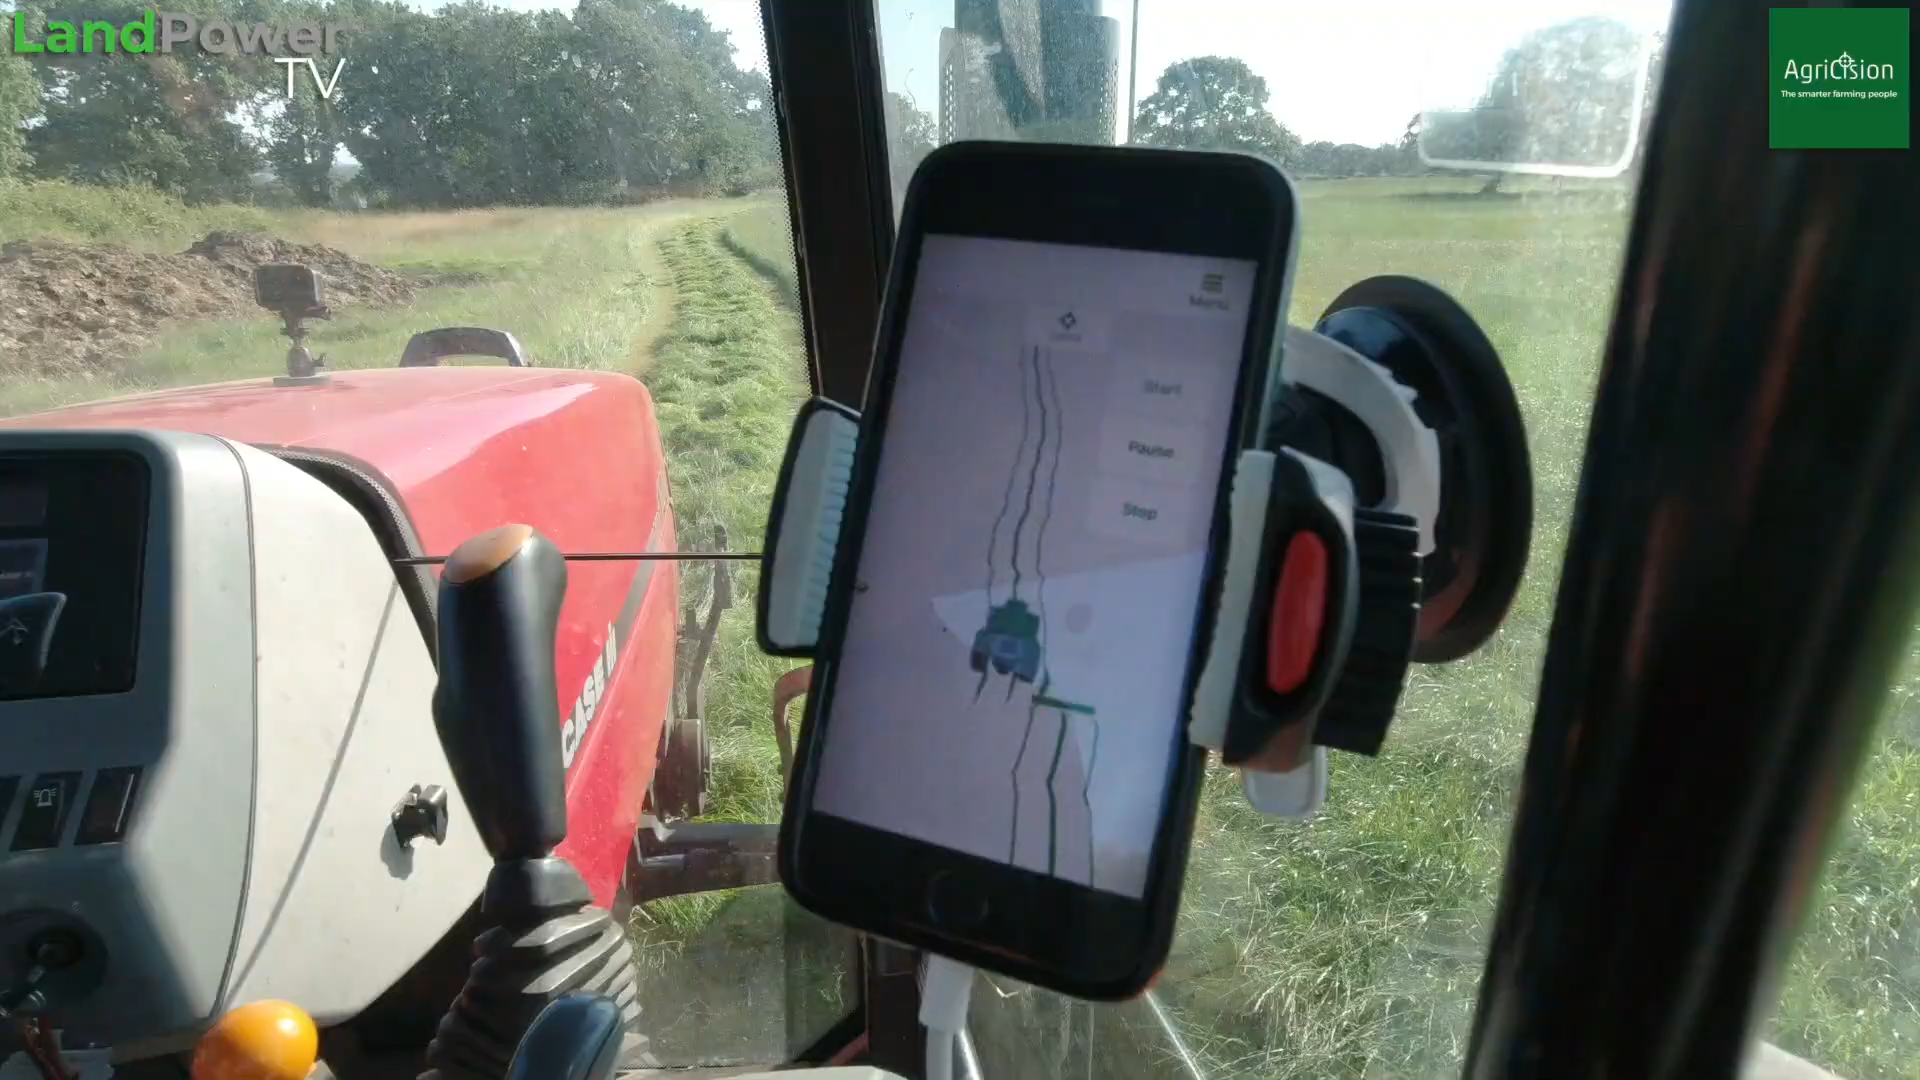 LandPower
TV
AgriCision
The smarter farming people
Menu
Start
Pause
Stop
CASE IH